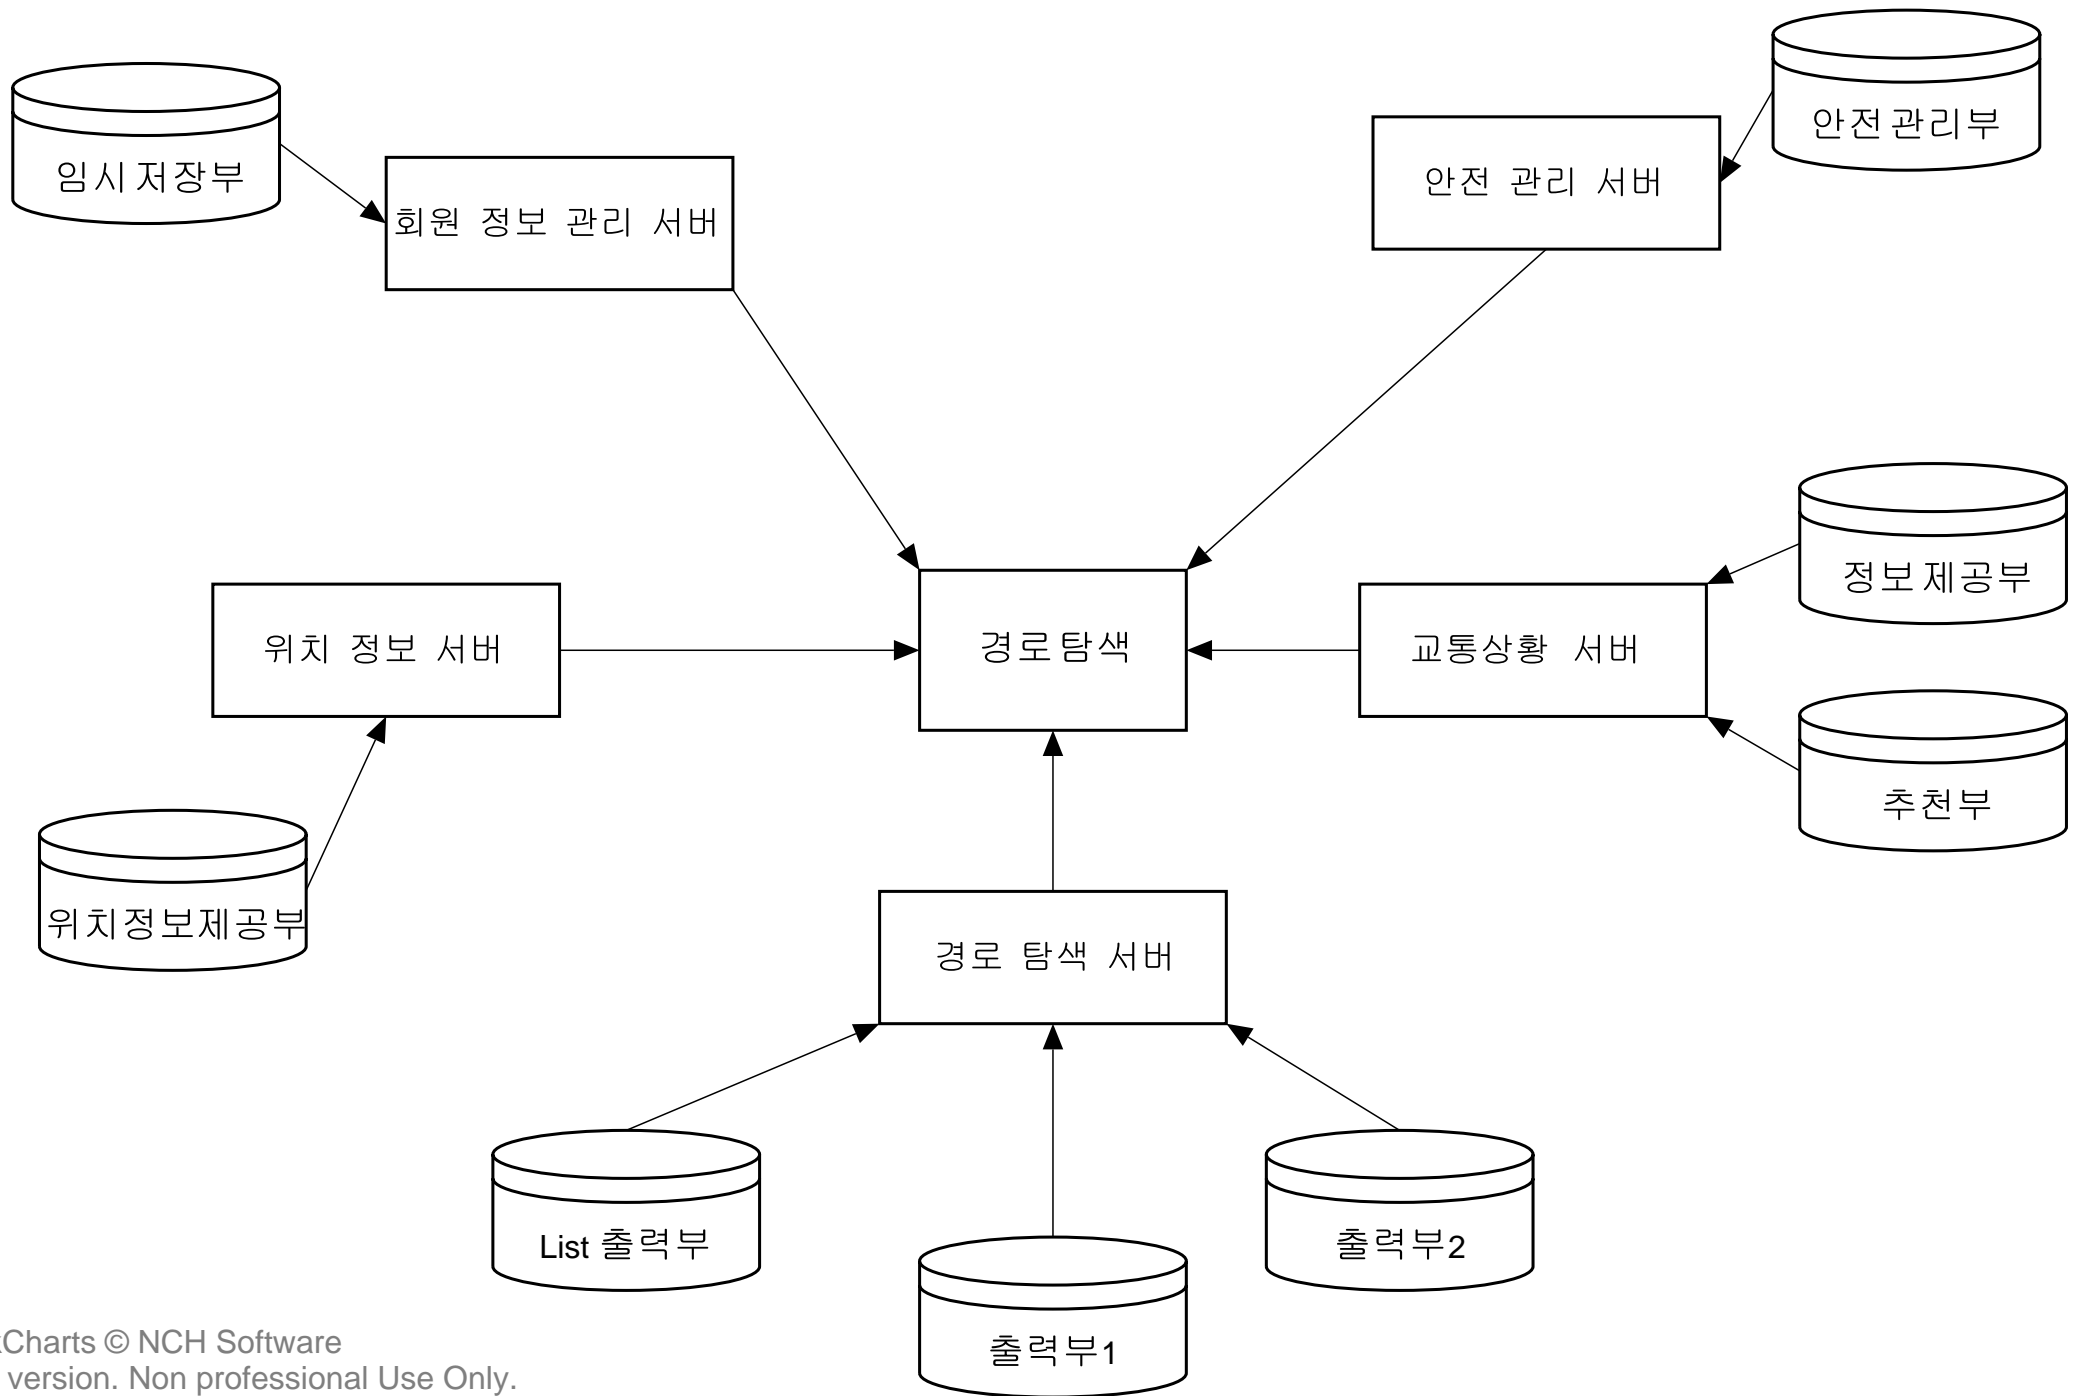 안전관리부
임시저장부
안전 관리 서버
회원 정보 관리 서버
정보제공부
위치 정보 서버
경로탐색
교통상황 서버
추천부
위치정보제공부
경로 탐색 서버
List 출력부
출력부2
출력부1
Charts © NCH Software
version. Non professional Use Only.